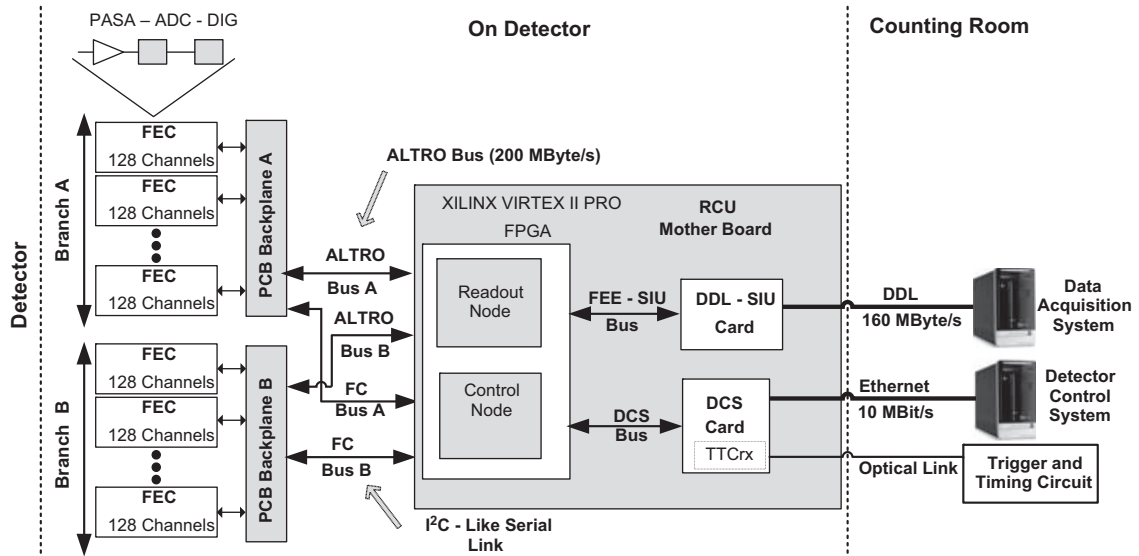 PASA – ADC - DIG
On Detector
Counting Room
Detector
Branch A
FEC
128 Channels
FEC
128 Channels
FEC
128 Channels
PCB Backplane A
Branch B
FEC
128 Channels
FEC
128 Channels
FEC
128 Channels
PCB Backplane B
ALTRO Bus (200 MByte/s)
ALTRO
Bus A
ALTRO
Bus B
FC
Bus A
FC
Bus B
I²C - Like Serial
Link
XILINX VIRTEX II PRO
FPGA
RCU
Mother Board
Readout
Node
Control
Node
FEE - SIU
Bus
DCS
Bus
DDL - SIU
Card
DCS
Card
TTCrx
DDL
160 MByte/s
Ethernet
10 MBit/s
Optical Link
Data
Acquisition
System
Detector
Control
System
Trigger and
Timing Circuit